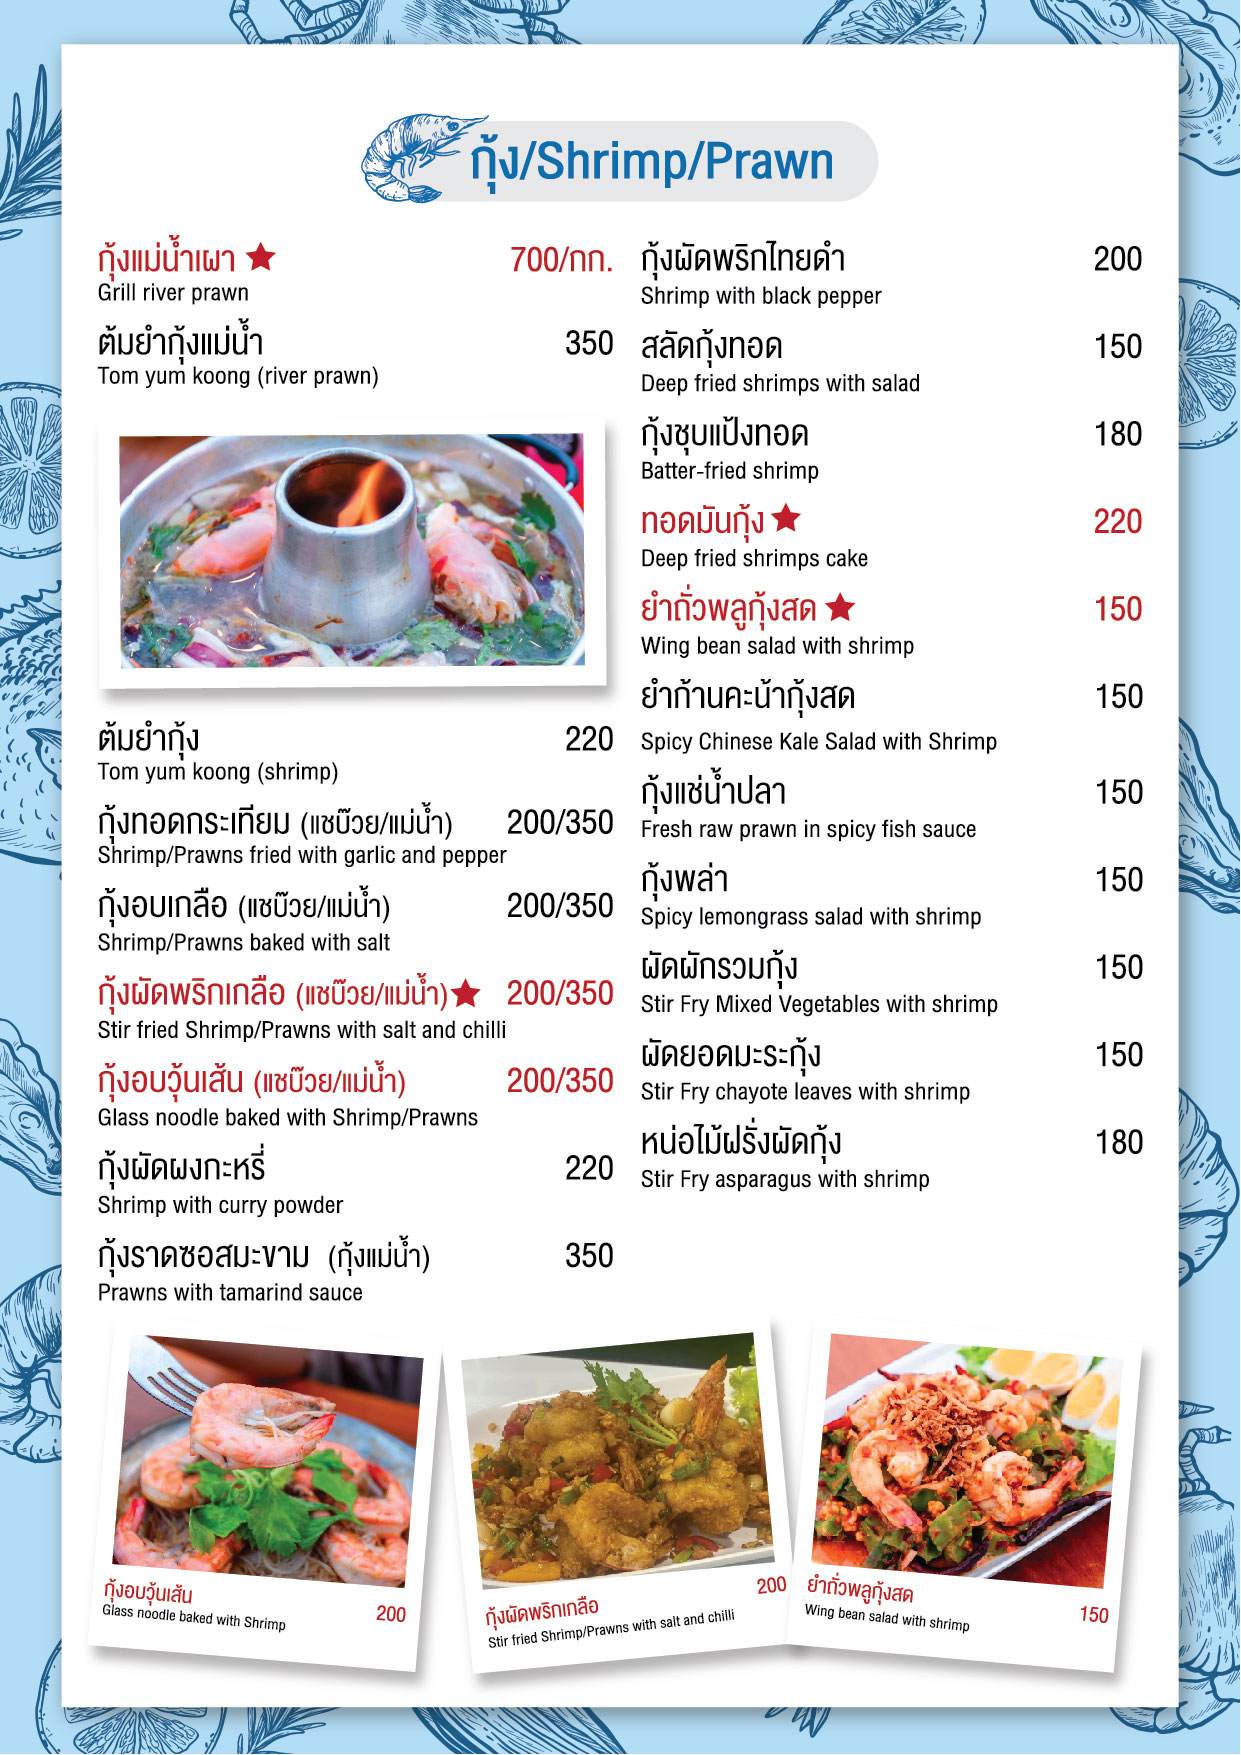 กุ้ง/Shrimp/Prawn
กุ้งแม่น้ำเผา 700/กก.
Grill river prawn
ต้มยำกุ้งแม่น้ำ 350
Tom yum koong (river prawn)
ต้มยำกุ้ง 220
Tom yum koong (shrimp)
กุ้งทอดกระเทียม (แชบ๊วย/แม่น้ำ) 200/350
Shrimp/Prawns fried with garlic and pepper
กุ้งอบเกลือ (แชบ๊วย/แม่น้ำ) 200/350
Shrimp/Prawns baked with salt
กุ้งผัดพริกเกลือ (แชบ๊วย/แม่น้ำ) 200/350
Stir fried Shrimp/Prawns with salt and chilli
กุ้งอบวุ้นเส้น (แชบ๊วย/แม่น้ำ) 200/350
Glass noodle baked with Shrimp/Prawns
กุ้งผัดผงกะหรี่ 220
Shrimp with curry powder
กุ้งราดซอสมะขาม (กุ้งแม่น้ำ) 350
Prawns with tamarind sauce
กุ้งผัดพริกไทยดำ 200
Shrimp with black pepper
สลัดกุ้งทอด 150
Deep fried shrimps with salad
กุ้งชุบแป้งทอด 180
Batter-fried shrimp
ทอดมันกุ้ง 220
Deep fried shrimps cake
ยำถั่วพลูกุ้งสด 150
Wing bean salad with shrimp
ยำก้านคะน้ากุ้งสด 150
Spicy Chinese Kale Salad with Shrimp
กุ้งแช่น้ำปลา 150
Fresh raw prawn in spicy fish sauce
กุ้งพล่า 150
Spicy lemongrass salad with shrimp
ผัดผักรวมกุ้ง 150
Stir Fry Mixed Vegetables with shrimp
ผัดยอดมะระกุ้ง 150
Stir Fry chayote leaves with shrimp
หน่อไม้ฝรั่งผัดกุ้ง 180
Stir Fry asparagus with shrimp
กุ้งอบวุ้นเส้น 200
Glass noodle baked with Shrimp
กุ้งผัดพริกเกลือ 200
Stir fried Shrimp/Prawns with salt and chilli
ยำถั่วพลูกุ้งสด 150
Wing bean salad with shrimp